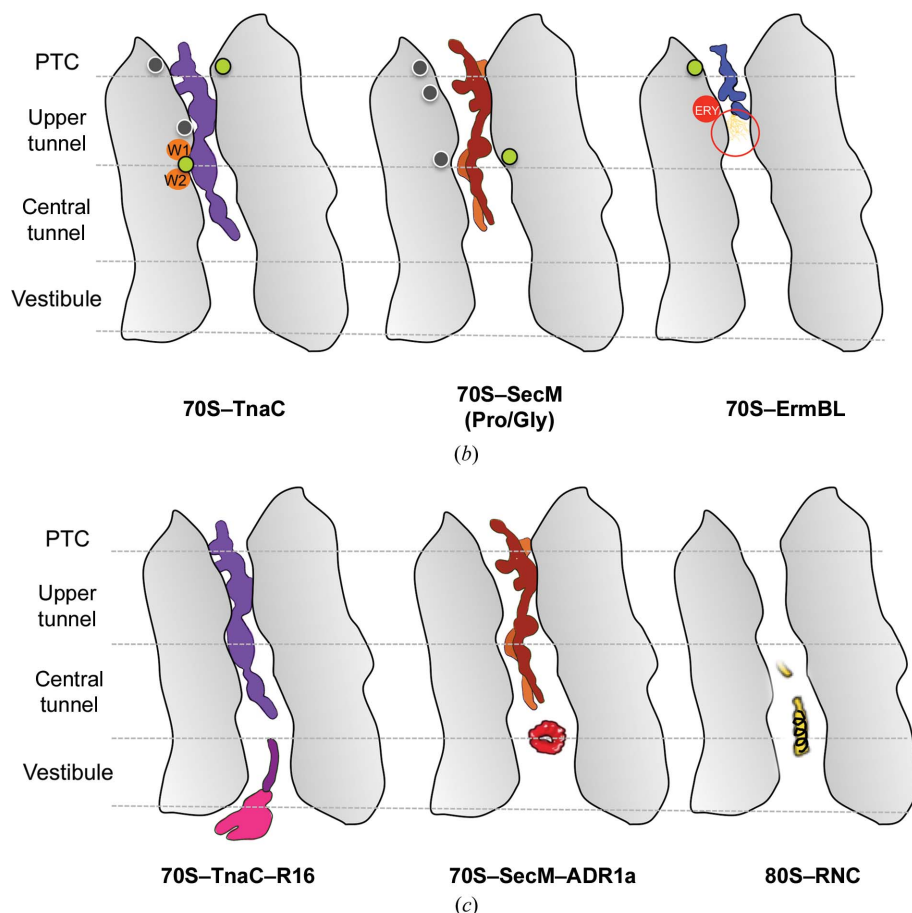 PTC
Upper
tunnel
Central
tunnel
Vestibule
W1
W2
ERY
70S–TnaC
70S–SecM
(Pro/Gly)
70S–ErmBL
(b)
PTC
Upper
tunnel
Central
tunnel
Vestibule
70S–TnaC–R16
70S–SecM–ADR1a
80S–RNC
(c)